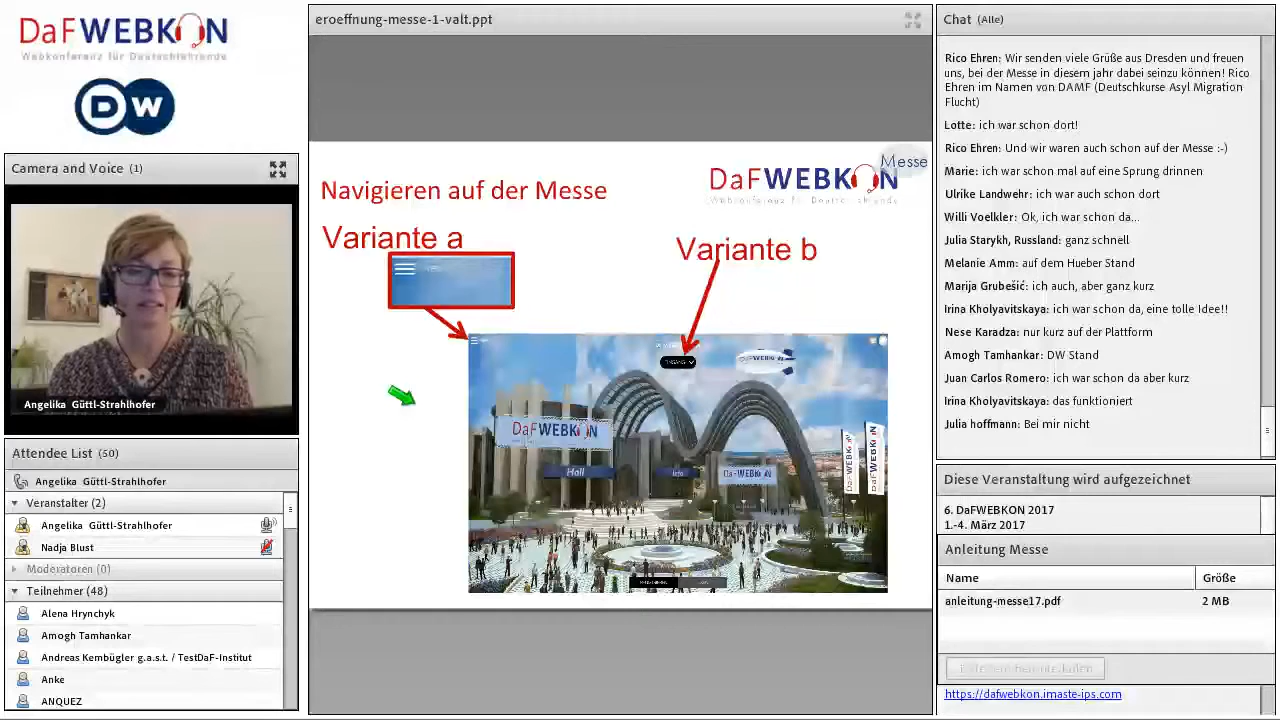 DaFWEBKON
Webkonferenz für Deutschlehrende
DW
Camera and Voice (1)
Angelika Güttl-Strahlhofer
Attendee List (50)
Angelika Güttl-Strahlhofer
Veranstalter (2)
Angelika Güttl-Strahlhofer
Nadja Blust
Moderatoren (0)
Teilnehmer (48)
Alena Hrynchyk
Amogh Tamhankar
Andreas Kembügler g.a.s.t. / TestDaF-Institut
Anke
ANQUEZ
eroeffnung-messe-1-valt.ppt
Navigieren auf der Messe
DaFWEBKON Messe
Webkonferenz für Deutschlehrende
Variante a
Variante b
EINGANG
DaFWEBKON
DaFWEBKON
Hall
Info
DaFWEBKON
DaFWEBKON
DaFWEBKON
Chat (Alle)
Rico Ehren: Wir senden viele Grüße aus Dresden und freuen
uns, bei der Messe in diesem jahr dabei seinzu können! Rico
Ehren im Namen von DAMF (Deutschkurse Asyl Migration
Flucht)
Lotte: ich war schon dort!
Rico Ehren: Und wir waren auch schon auf der Messe :-)
Marie: ich war schon mal auf eine Sprung drinnen
Ulrike Landwehr: ich war auch schon dort
Willi Voelkler: Ok, ich war schon da...
Julia Starykh, Russland: ganz schnell
Melanie Amm: auf dem Hueber Stand
Marija Grubešić: ich auch, aber ganz kurz
Irina Kholyavitskaya: ich war schon da, eine tolle Idee!!
Nese Karadza: nur kurz auf der Plattform
Amogh Tamhankar: DW Stand
Juan Carlos Romero: ich war schon da aber kurz
Irina Kholyavitskaya: das funktioniert
Julia Hoffmann: Bei mir nicht
Diese Veranstaltung wird aufgezeichnet
6. DaFWEBKON 2017
1.-4. März 2017
Anleitung Messe
Name Größe
anleitung-messe17.pdf 2 MB
https://dafwebkon.imaste-ips.com